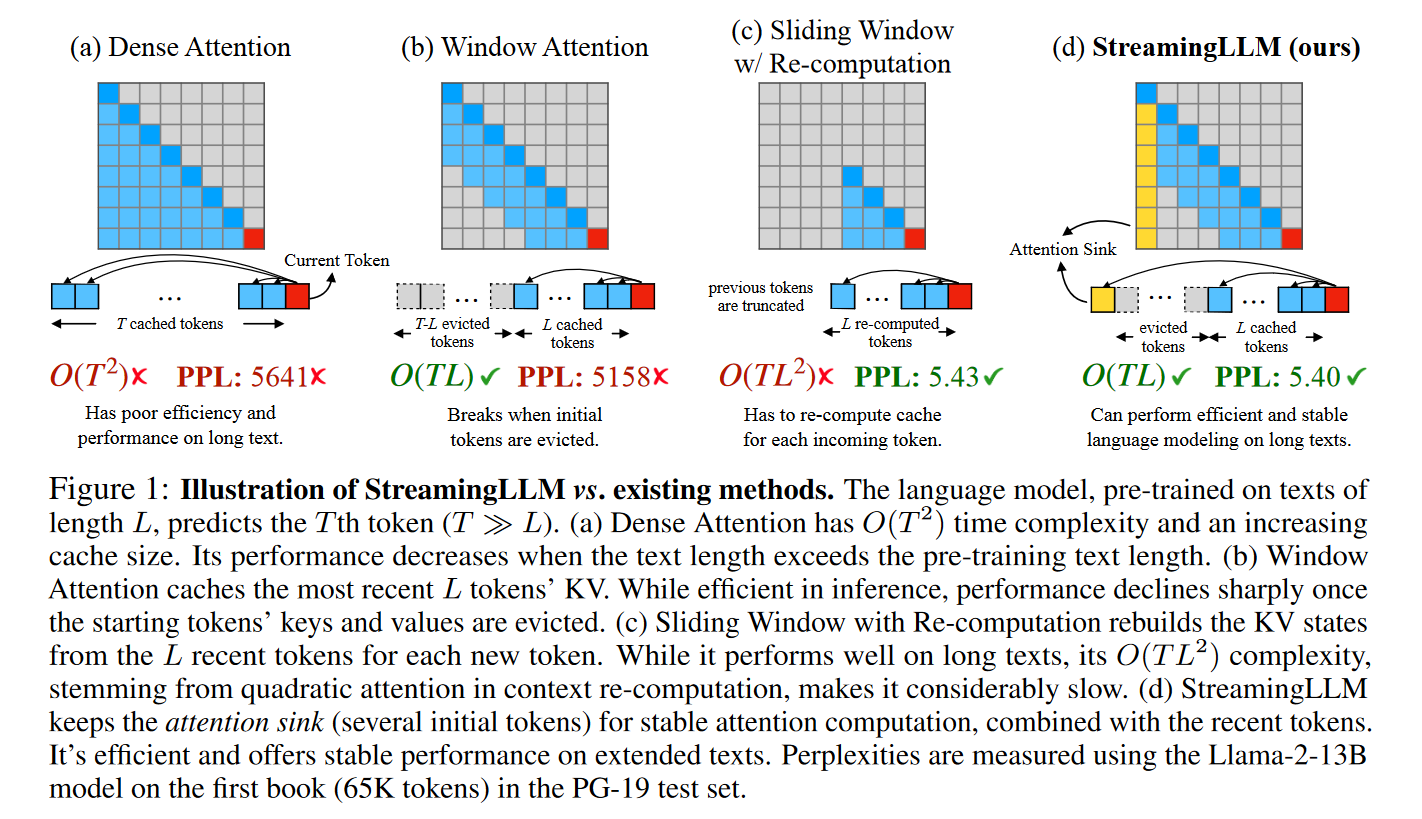 (a) Dense Attention
(b) Window Attention
(c) Sliding Window
w/ Re-computation
(d) StreamingLLM (ours)
Current Token
...
T cached tokens
O(T²)✗ PPL: 5641✗
Has poor efficiency and
performance on long text.
... ...
T-L evicted
tokens
L cached
tokens
O(TL)✓ PPL: 5158✗
Breaks when initial
tokens are evicted.
previous tokens
are truncated
...
L re-computed
tokens
O(TL²)✗ PPL: 5.43✓
Has to re-compute cache
for each incoming token.
Attention Sink
... ...
evicted
tokens
L cached
tokens
O(TL)✓ PPL: 5.40✓
Can perform efficient and stable
language modeling on long texts.
Figure 1: Illustration of StreamingLLM vs. existing methods. The language model, pre-trained on texts of
length L, predicts the Tth token (T ≫ L). (a) Dense Attention has O(T²) time complexity and an increasing
cache size. Its performance decreases when the text length exceeds the pre-training text length. (b) Window
Attention caches the most recent L tokens’ KV. While efficient in inference, performance declines sharply once
the starting tokens’ keys and values are evicted. (c) Sliding Window with Re-computation rebuilds the KV states
from the L recent tokens for each new token. While it performs well on long texts, its O(TL²) complexity,
stemming from quadratic attention in context re-computation, makes it considerably slow. (d) StreamingLLM
keeps the attention sink (several initial tokens) for stable attention computation, combined with the recent tokens.
It’s efficient and offers stable performance on extended texts. Perplexities are measured using the Llama-2-13B
model on the first book (65K tokens) in the PG-19 test set.